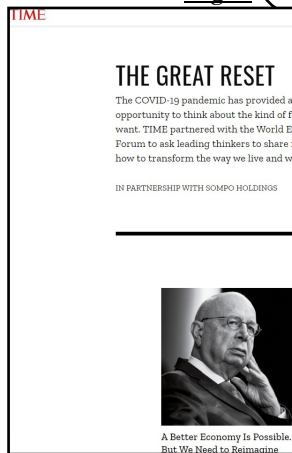 TIME
THE GREAT RESET
The COVID-19 pandemic has provided a
opportunity to think about the kind of f
want. TIME partnered with the World E
Forum to ask leading thinkers to share
how to transform the way we live and w
IN PARTNERSHIP WITH SOMPO HOLDINGS
A Better Economy Is Possible.
But We Need to Reimagine